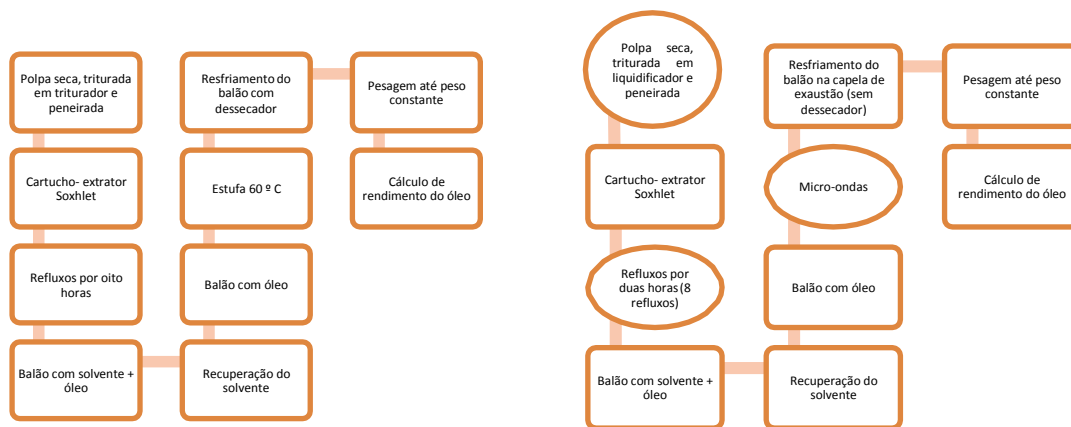 Polpa seca, triturada
em triturador e
peneirada
Cartucho- extrator
Soxhlet
Refluxos por oito
horas
Balão com solvente +
óleo
Recuperação do
solvente
Balão com óleo
Estufa 60 º C
Resfriamento do
balão com
dessecador
Pesagem até peso
constante
Cálculo de
rendimento do óleo
Polpa seca,
triturada em
liquidificador e
peneirada
Cartucho- extrator
Soxhlet
Refluxos por
duas horas (8
refluxos)
Balão com solvente +
óleo
Recuperação do
solvente
Balão com óleo
Micro-ondas
Resfriamento do
balão na capela de
exaustão (sem
dessecador)
Pesagem até peso
constante
Cálculo de
rendimento do óleo